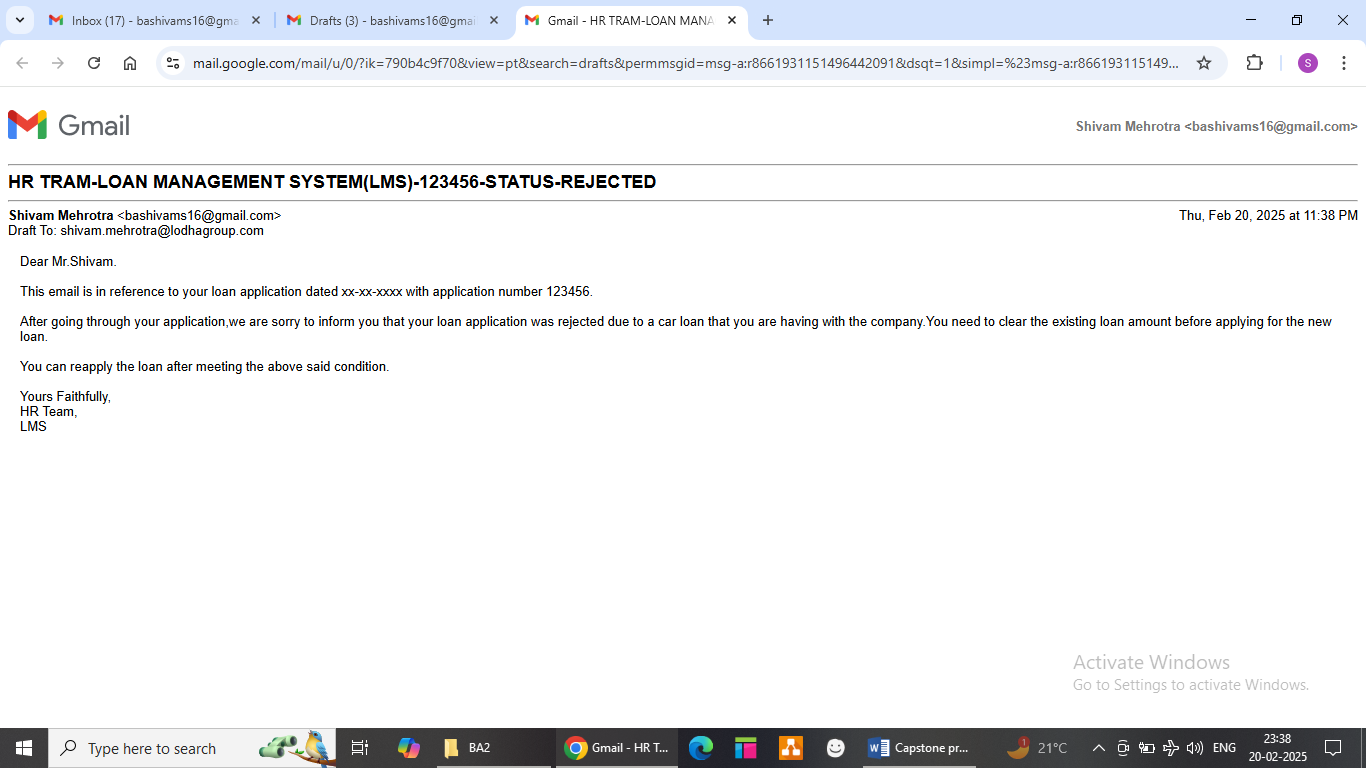 Inbox (17) - bashivams16@gma
Drafts (3) - bashivams16@gmai
Gmail - HR TRAM-LOAN MANA
mail.google.com/mail/u/0/?ik=790b4c9f70&view=pt&search=drafts&permmsgid=msg-a:r8661931151496442091&dsqt=1&simpl=%23msg-a:r866193115149...
S
Gmail
Shivam Mehrotra <bashivams16@gmail.com>
HR TRAM-LOAN MANAGEMENT SYSTEM(LMS)-123456-STATUS-REJECTED
Shivam Mehrotra <bashivams16@gmail.com>
Thu, Feb 20, 2025 at 11:38 PM
Draft To: shivam.mehrotra@lodhagroup.com
Dear Mr.Shivam.
This email is in reference to your loan application dated xx-xx-xxxx with application number 123456.
After going through your application,we are sorry to inform you that your loan application was rejected due to a car loan that you are having with the company.You need to clear the existing loan amount before applying for the new
loan.
You can reapply the loan after meeting the above said condition.
Yours Faithfully,
HR Team,
LMS
Activate Windows
Go to Settings to activate Windows.
Type here to search
BA2
Gmail - HR T...
W
Capstone pr...
1
21°C
ENG
23:38
20-02-2025